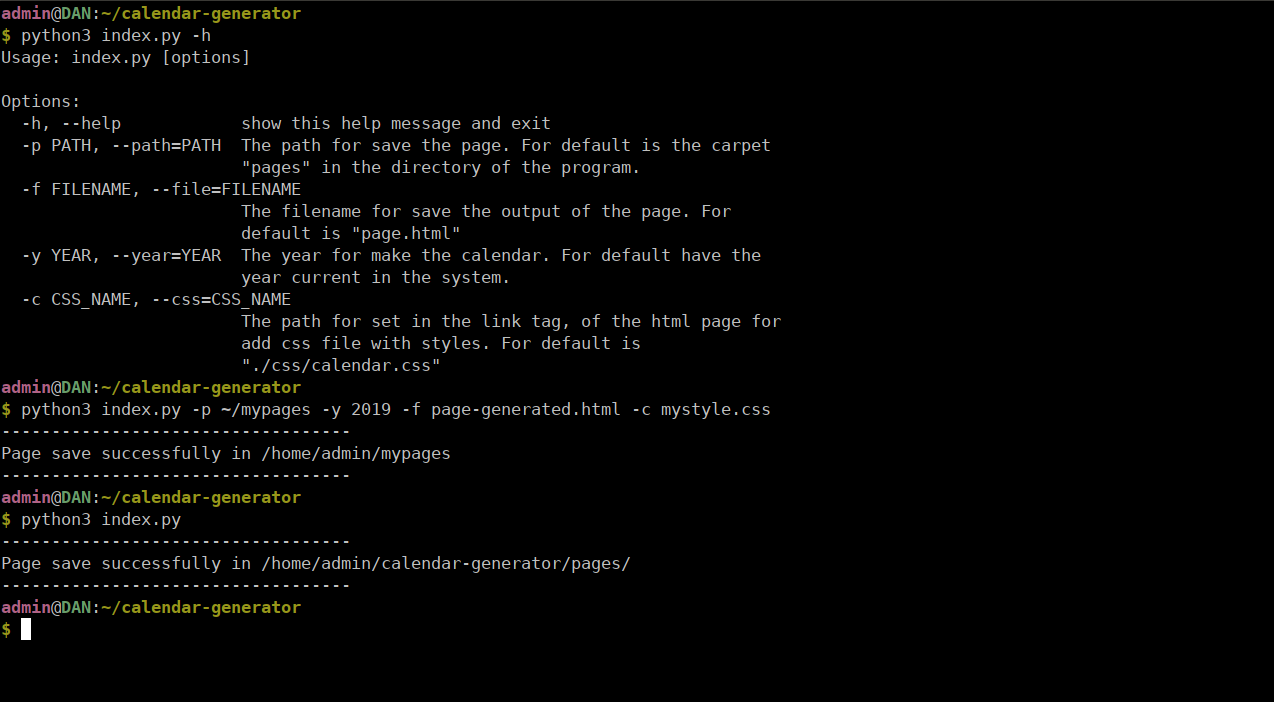 admin@DAN:~/calendar-generator
$ python3 index.py -h
Usage: index.py [options]

Options:
  -h, --help            show this help message and exit
  -p PATH, --path=PATH  The path for save the page. For default is the carpet
                        "pages" in the directory of the program.
  -f FILENAME, --file=FILENAME
                        The filename for save the output of the page. For
                        default is "page.html"
  -y YEAR, --year=YEAR  The year for make the calendar. For default have the
                        year current in the system.
  -c CSS_NAME, --css=CSS_NAME
                        The path for set in the link tag, of the html page for
                        add css file with styles. For default is
                        "./css/calendar.css"
admin@DAN:~/calendar-generator
$ python3 index.py -p ~/mypages -y 2019 -f page-generated.html -c mystyle.css
-----------------------------------
Page save successfully in /home/admin/mypages
-----------------------------------
admin@DAN:~/calendar-generator
$ python3 index.py
-----------------------------------
Page save successfully in /home/admin/calendar-generator/pages/
-----------------------------------
admin@DAN:~/calendar-generator
$